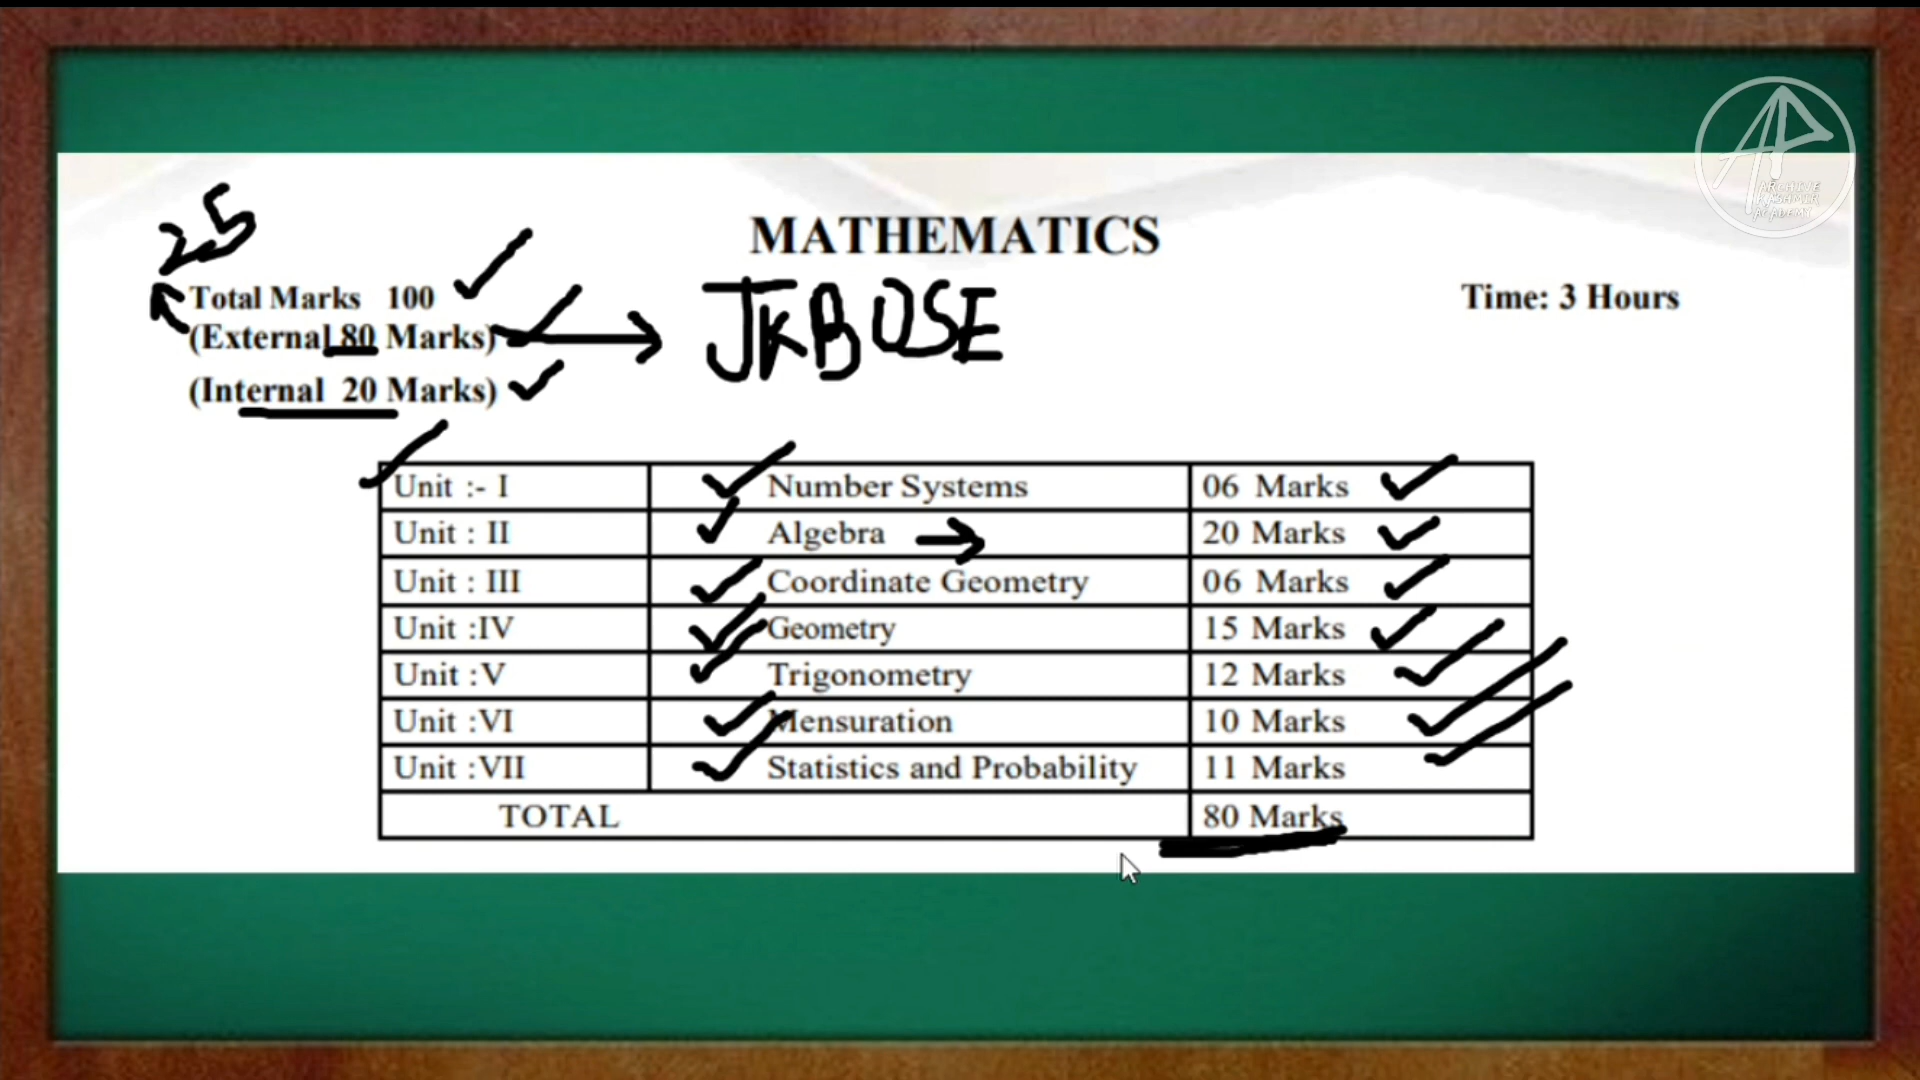 MATHEMATICS
25
Total Marks 100
(External 80 Marks)
JKBOSE
Time: 3 Hours
(Internal 20 Marks)
Unit :- I Number Systems 06 Marks
Unit : II Algebra 20 Marks
Unit : III Coordinate Geometry 06 Marks
Unit :IV Geometry 15 Marks
Unit :V Trigonometry 12 Marks
Unit :VI Mensuration 10 Marks
Unit :VII Statistics and Probability 11 Marks
TOTAL 80 Marks
KASHMIR
ACADEMY